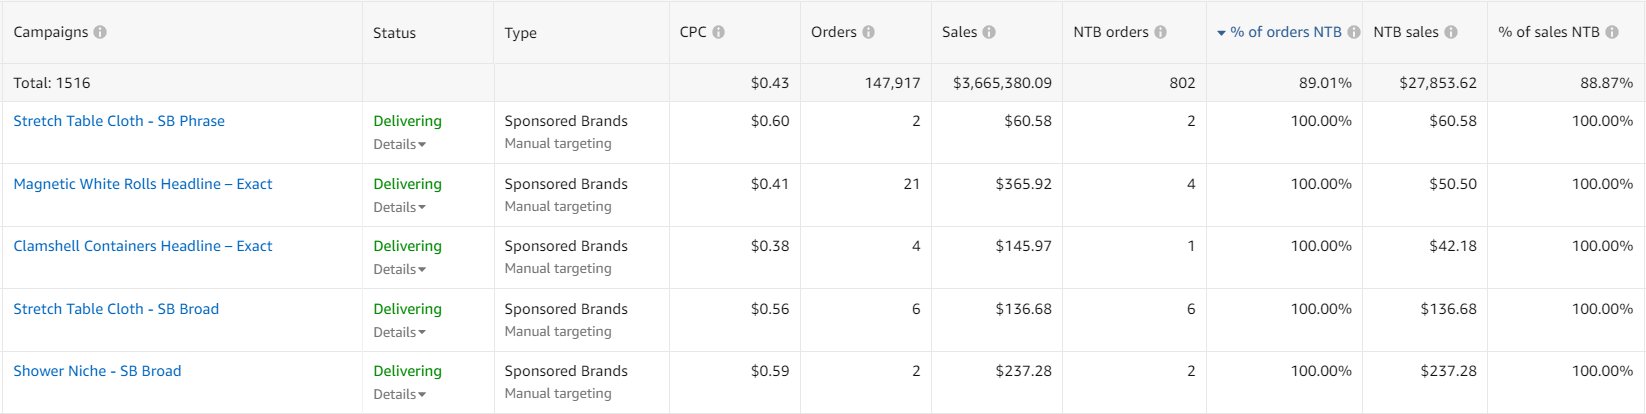 Campaigns Status Type CPC Orders Sales NTB orders % of orders NTB NTB sales % of sales NTB
Total: 1516 $0.43 147,917 $3,665,380.09 802 89.01% $27,853.62 88.87%
Stretch Table Cloth - SB Phrase Delivering Sponsored Brands $0.60 2 $60.58 2 100.00% $60.58 100.00%
Details Manual targeting
Magnetic White Rolls Headline – Exact Delivering Sponsored Brands $0.41 21 $365.92 4 100.00% $50.50 100.00%
Details Manual targeting
Clamshell Containers Headline – Exact Delivering Sponsored Brands $0.38 4 $145.97 1 100.00% $42.18 100.00%
Details Manual targeting
Stretch Table Cloth - SB Broad Delivering Sponsored Brands $0.56 6 $136.68 6 100.00% $136.68 100.00%
Details Manual targeting
Shower Niche - SB Broad Delivering Sponsored Brands $0.59 2 $237.28 2 100.00% $237.28 100.00%
Details Manual targeting